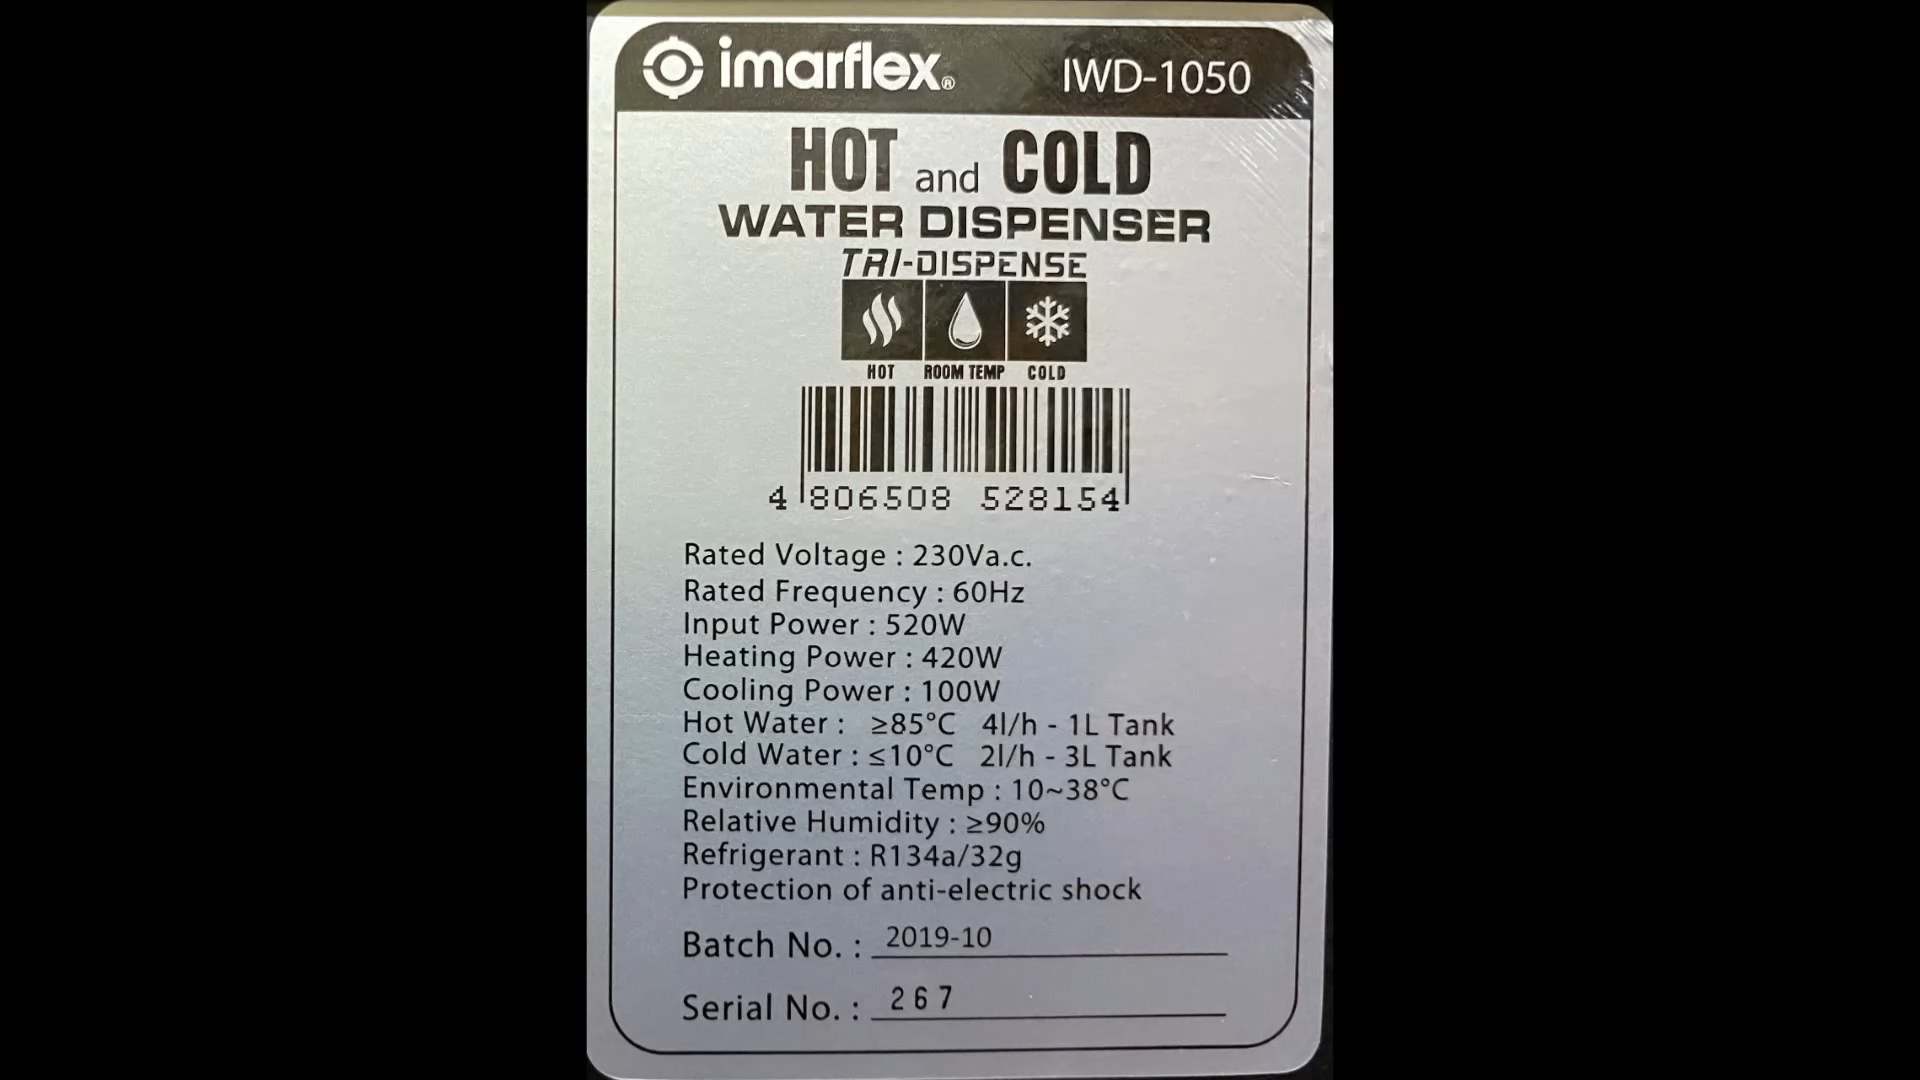 imarflex® IWD-1050
HOT and COLD
WATER DISPENSER
TRI-DISPENSE
HOT ROOM TEMP COLD
4 806508 528154
Rated Voltage : 230Va.c.
Rated Frequency : 60Hz
Input Power : 520W
Heating Power : 420W
Cooling Power : 100W
Hot Water : ≥85°C 4l/h - 1L Tank
Cold Water : ≤10°C 2l/h - 3L Tank
Environmental Temp : 10~38°C
Relative Humidity : ≥90%
Refrigerant : R134a/32g
Protection of anti-electric shock
Batch No. : 2019-10
Serial No. : 267